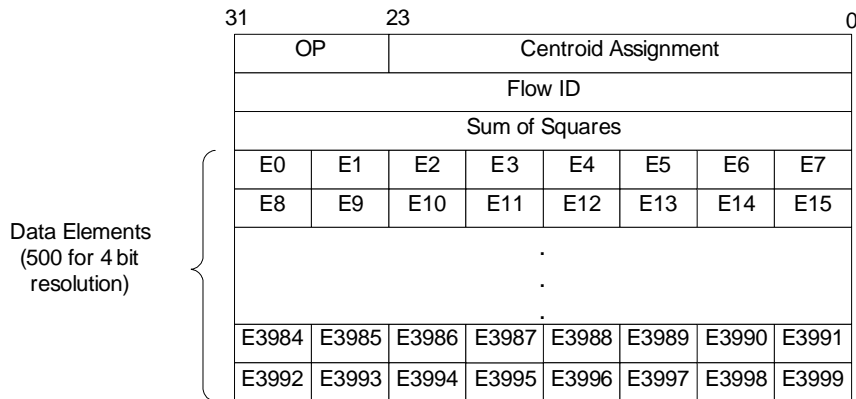 31 23 0
OP Centroid Assignment
Flow ID
Sum of Squares
E0 E1 E2 E3 E4 E5 E6 E7
E8 E9 E10 E11 E12 E13 E14 E15
Data Elements
(500 for 4 bit
resolution)
.
.
.
E3984 E3985 E3986 E3987 E3988 E3989 E3990 E3991
E3992 E3993 E3994 E3995 E3996 E3997 E3998 E3999